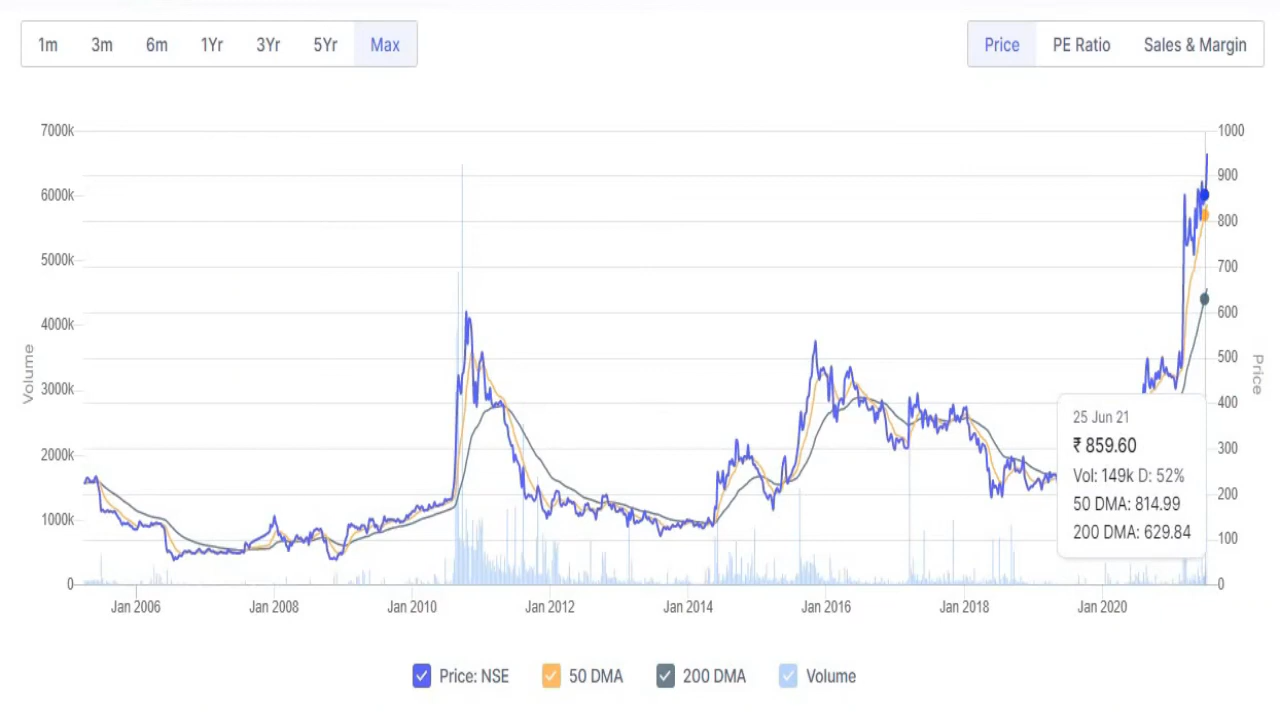 1m 3m 6m 1Yr 3Yr 5Yr Max
Price PE Ratio Sales & Margin
7000k 1000
900
6000k
800
5000k 700
4000k 600
500
3000k
400
2000k 300
200
1000k
100
0 0
Volume
Price
25 Jun 21
₹ 859.60
Vol: 149k D: 52%
50 DMA: 814.99
200 DMA: 629.84
Jan 2006 Jan 2008 Jan 2010 Jan 2012 Jan 2014 Jan 2016 Jan 2018 Jan 2020
Price: NSE 50 DMA 200 DMA Volume